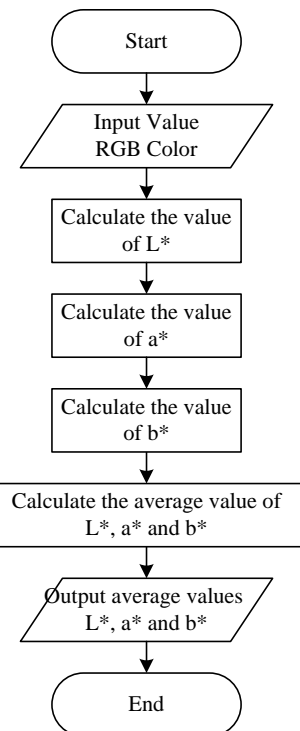 Start
Input Value
RGB Color
Calculate the value
of L*
Calculate the value
of a*
Calculate the value
of b*
Calculate the average value of
L*, a* and b*
Output average values
L*, a* and b*
End